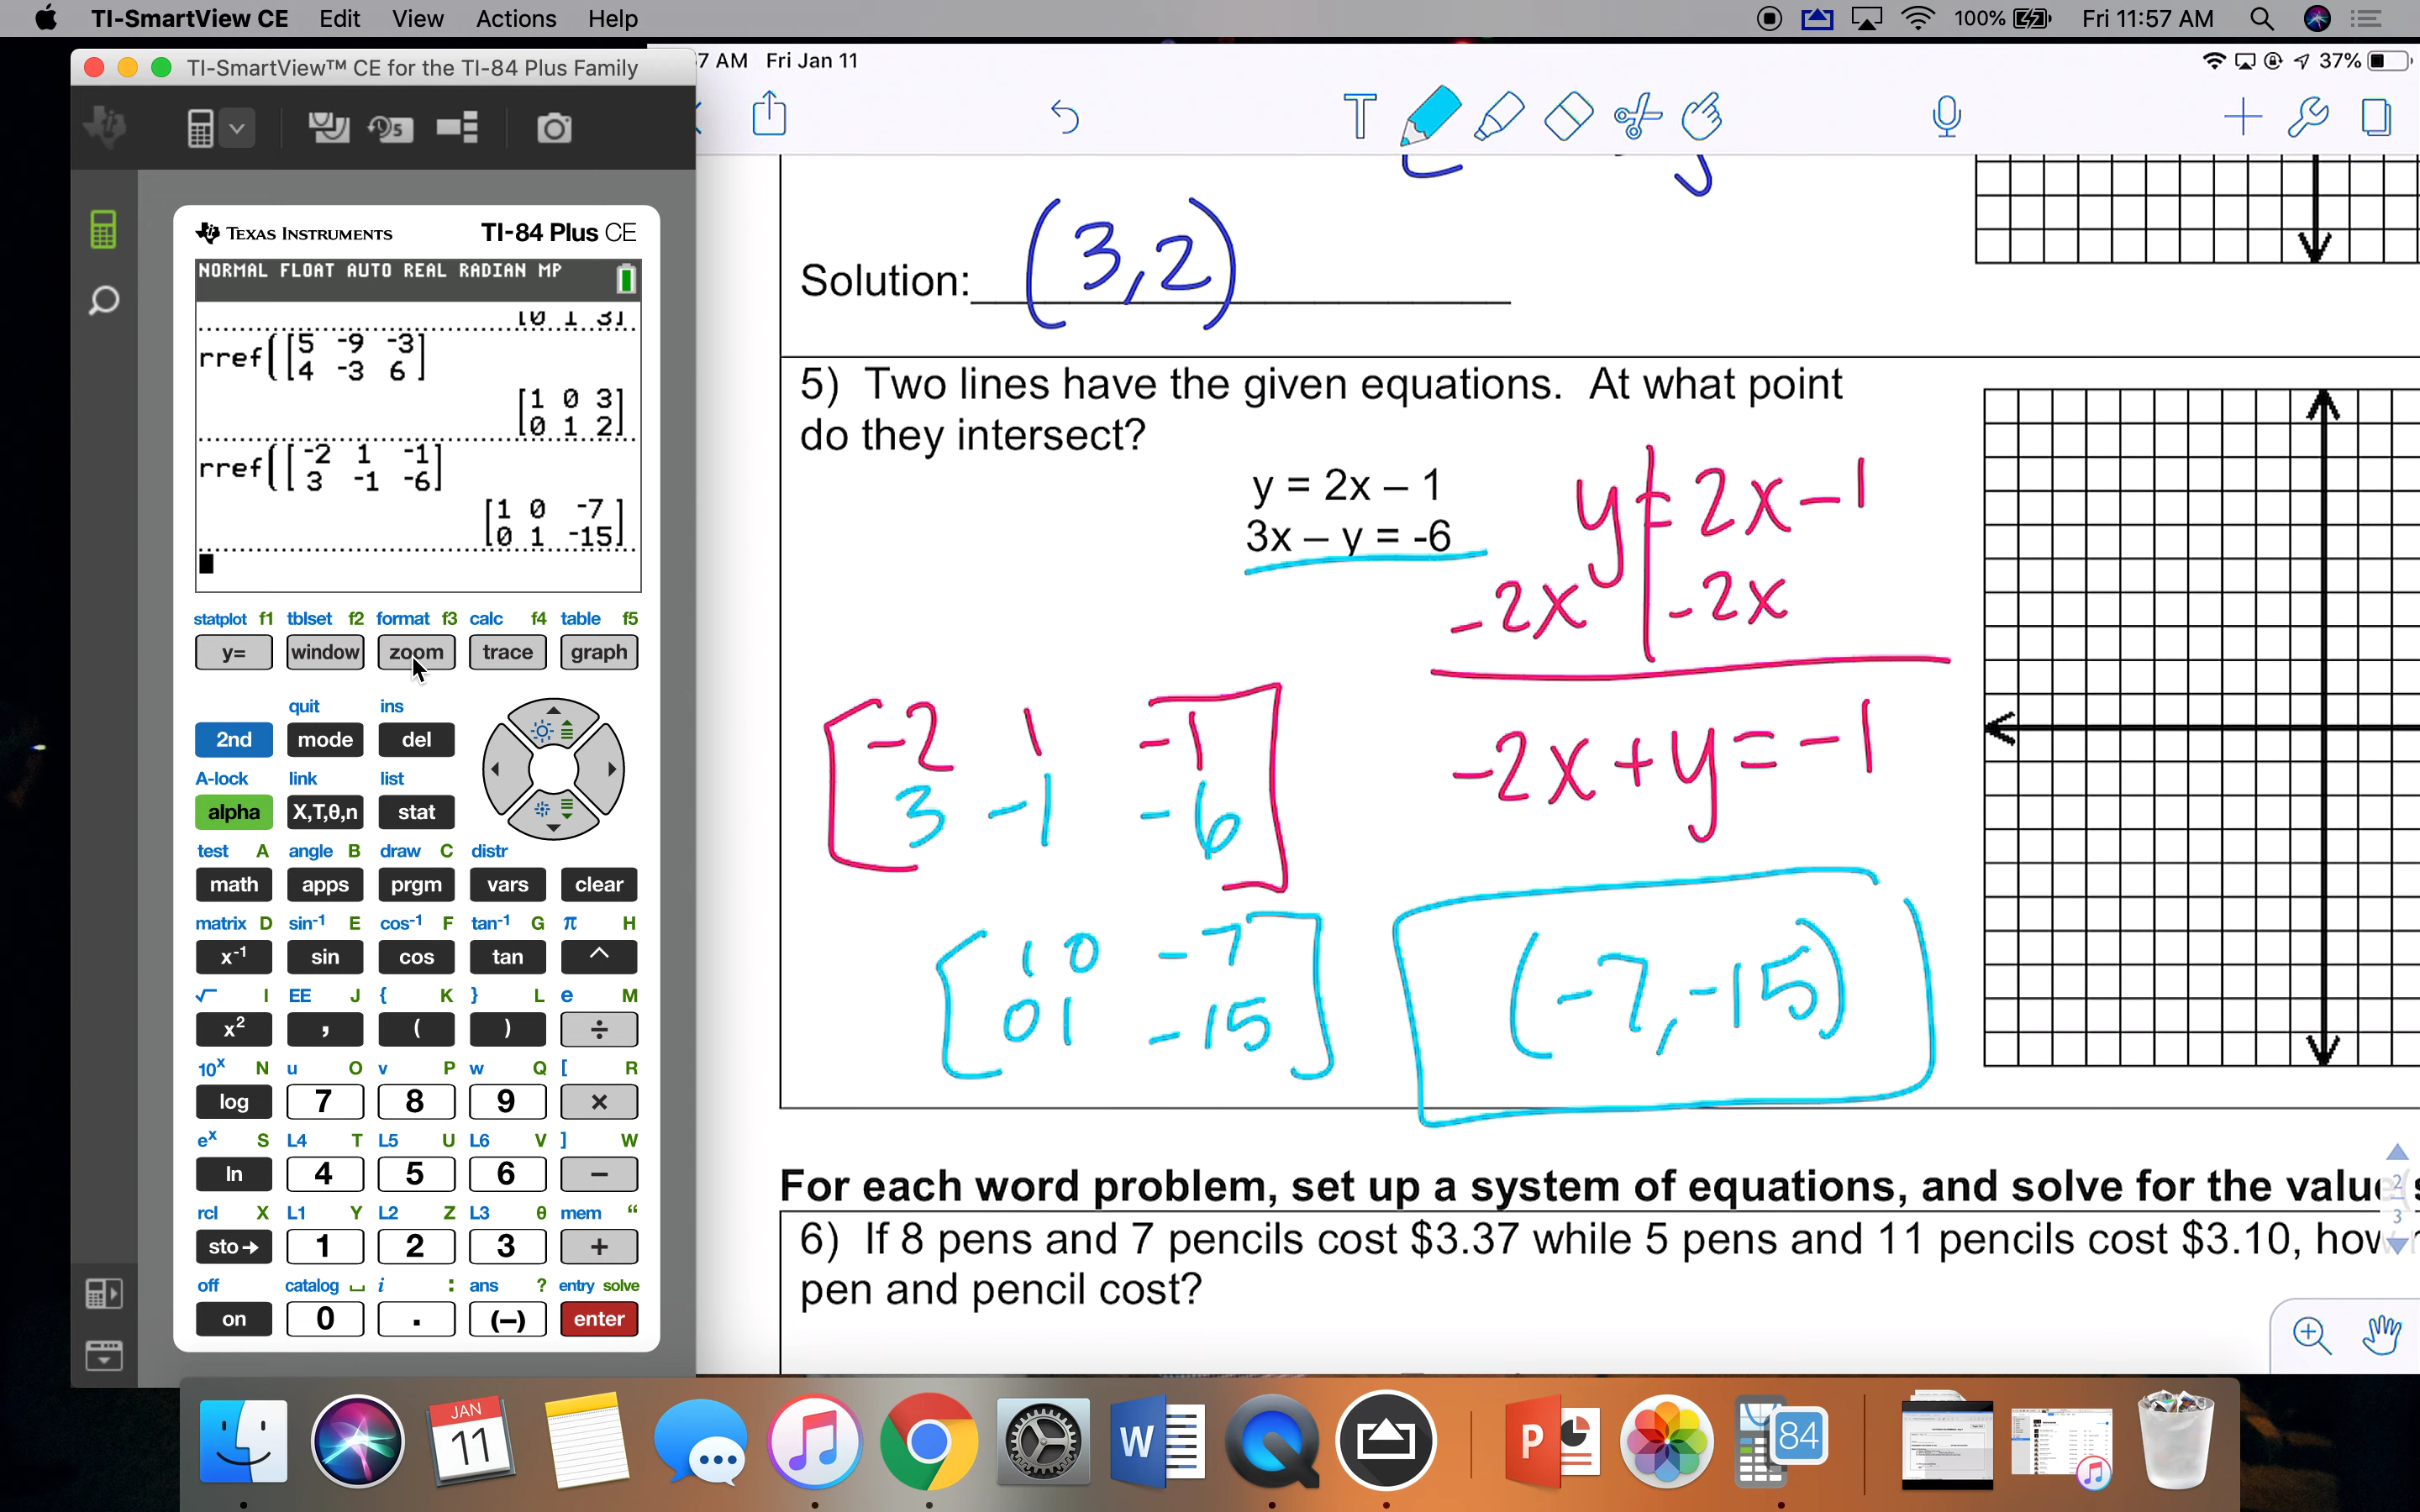 TI-SmartView CE Edit View Actions Help 100% Fri 11:57 AM
TI-SmartView™ CE for the TI-84 Plus Family
7 AM Fri Jan 11 37%
T
TEXAS INSTRUMENTS TI-84 Plus CE
NORMAL FLOAT AUTO REAL RADIAN MP
[0 1 3]
rref([5 -9 -3]
[4 -3 6]
[1 0 3]
[0 1 2]
rref([-2 1 -1]
[3 -1 -6]
[1 0 -7]
[0 1 -15]
statplot f1 tblset f2 format f3 calc f4 table f5
y= window zoom trace graph
quit ins
2nd mode del
A-lock link list
alpha X,T,θ,n stat
test A angle B draw C distr
math apps prgm vars clear
matrix D sin⁻¹ E cos⁻¹ F tan⁻¹ G π H
x⁻¹ sin cos tan ^
√ I EE J { K } L e M
x² , ( ) ÷
10ˣ N u O v P w Q [ R
log 7 8 9 ×
eˣ S L4 T L5 U L6 V ] W
ln 4 5 6 −
rcl X L1 Y L2 Z L3 θ mem “
sto→ 1 2 3 +
off catalog ⎵ i : ans ? entry solve
on 0 . (–) enter
Solution: (3,2)
5) Two lines have the given equations. At what point
do they intersect?
y = 2x – 1
3x – y = -6
y = 2x - 1
-2x -2x
-2x + y = -1
[-2 1 -1]
[3 -1 -6]
[1 0 -7]
[0 1 -15]
(-7, -15)
For each word problem, set up a system of equations, and solve for the value(s
2
3
6) If 8 pens and 7 pencils cost $3.37 while 5 pens and 11 pencils cost $3.10, how
pen and pencil cost?
JAN
11
W
P
84